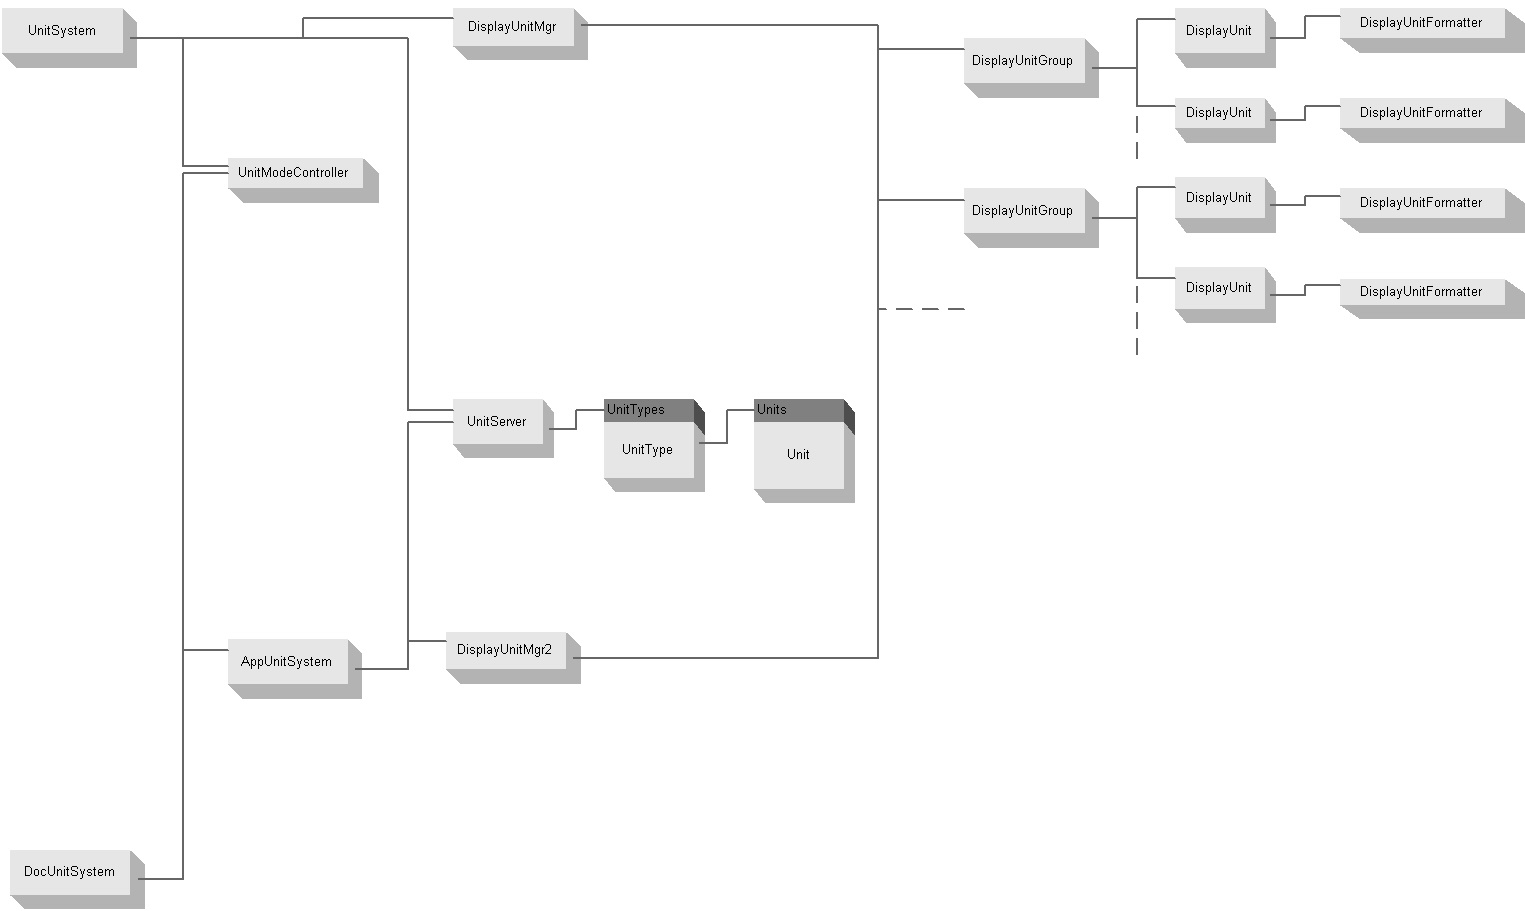 UnitSystem
DisplayUnitMgr
DisplayUnitGroup
DisplayUnit
DisplayUnitFormatter
DisplayUnit
DisplayUnitFormatter
UnitModeController
DisplayUnitGroup
DisplayUnit
DisplayUnitFormatter
DisplayUnit
DisplayUnitFormatter
UnitServer
UnitTypes
UnitType
Units
Unit
AppUnitSystem
DisplayUnitMgr2
DocUnitSystem